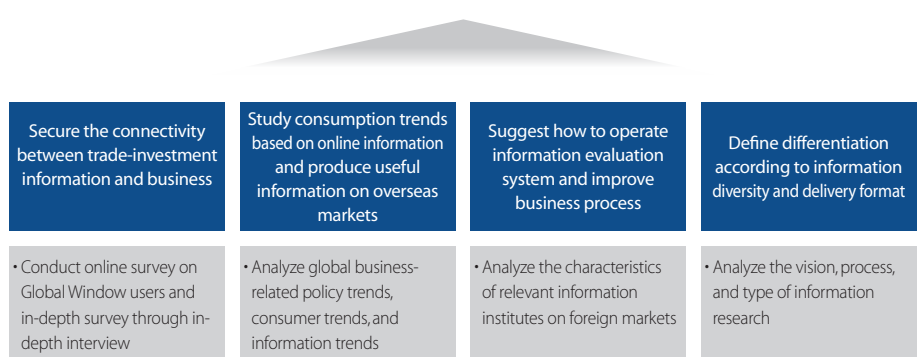 Secure the connectivity
between trade-investment
information and business
Study consumption trends
based on online information
and produce useful
information on overseas
markets
Suggest how to operate
information evaluation
system and improve
business process
Define differentiation
according to information
diversity and delivery format
• Conduct online survey on
Global Window users and
in-depth survey through in-
depth interview
• Analyze global business-
related policy trends,
consumer trends, and
information trends
• Analyze the characteristics
of relevant information
institutes on foreign markets
• Analyze the vision, process,
and type of information
research